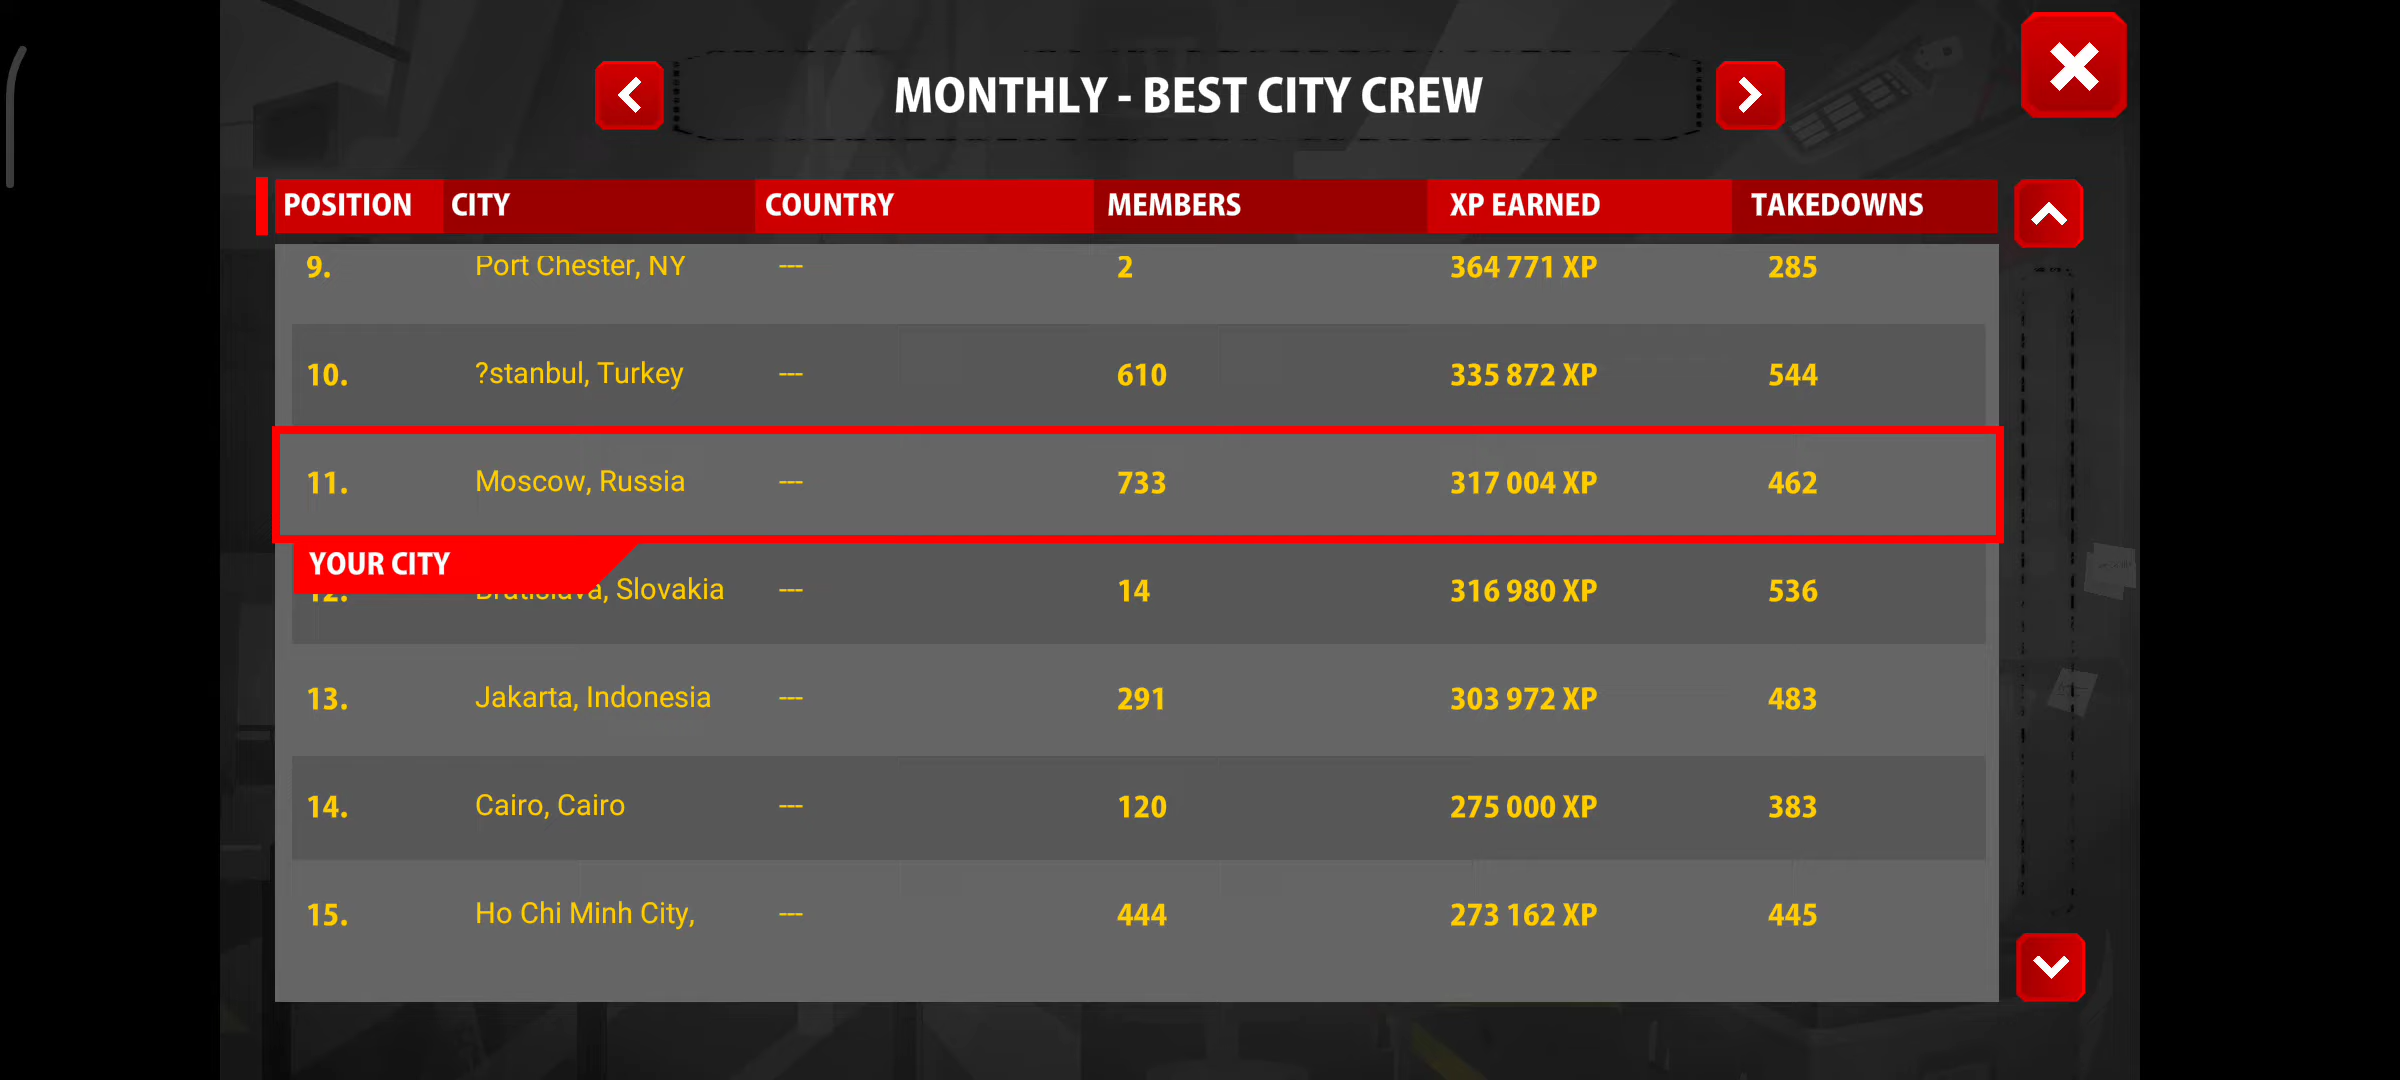 MONTHLY - BEST CITY CREW
POSITION CITY COUNTRY MEMBERS XP EARNED TAKEDOWNS
9. Port Chester, NY --- 2 364 771 XP 285
10. ?stanbul, Turkey --- 610 335 872 XP 544
11. Moscow, Russia --- 733 317 004 XP 462
YOUR CITY
12. Bratislava, Slovakia --- 14 316 980 XP 536
13. Jakarta, Indonesia --- 291 303 972 XP 483
14. Cairo, Cairo --- 120 275 000 XP 383
15. Ho Chi Minh City, --- 444 273 162 XP 445